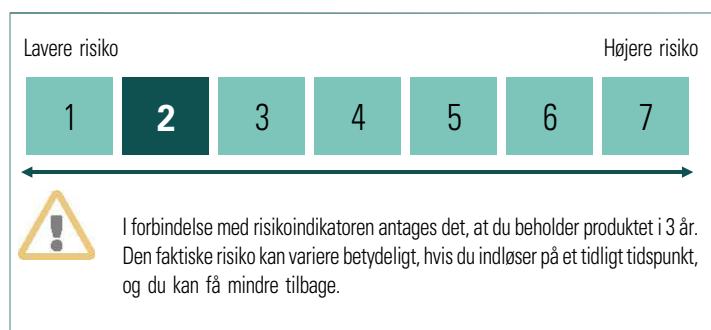 Lavere risiko Højere risiko
1 2 3 4 5 6 7
I forbindelse med risikoindikatoren antages det, at du beholder produktet i 3 år.
Den faktiske risiko kan variere betydeligt, hvis du indløser på et tidligt tidspunkt,
og du kan få mindre tilbage.